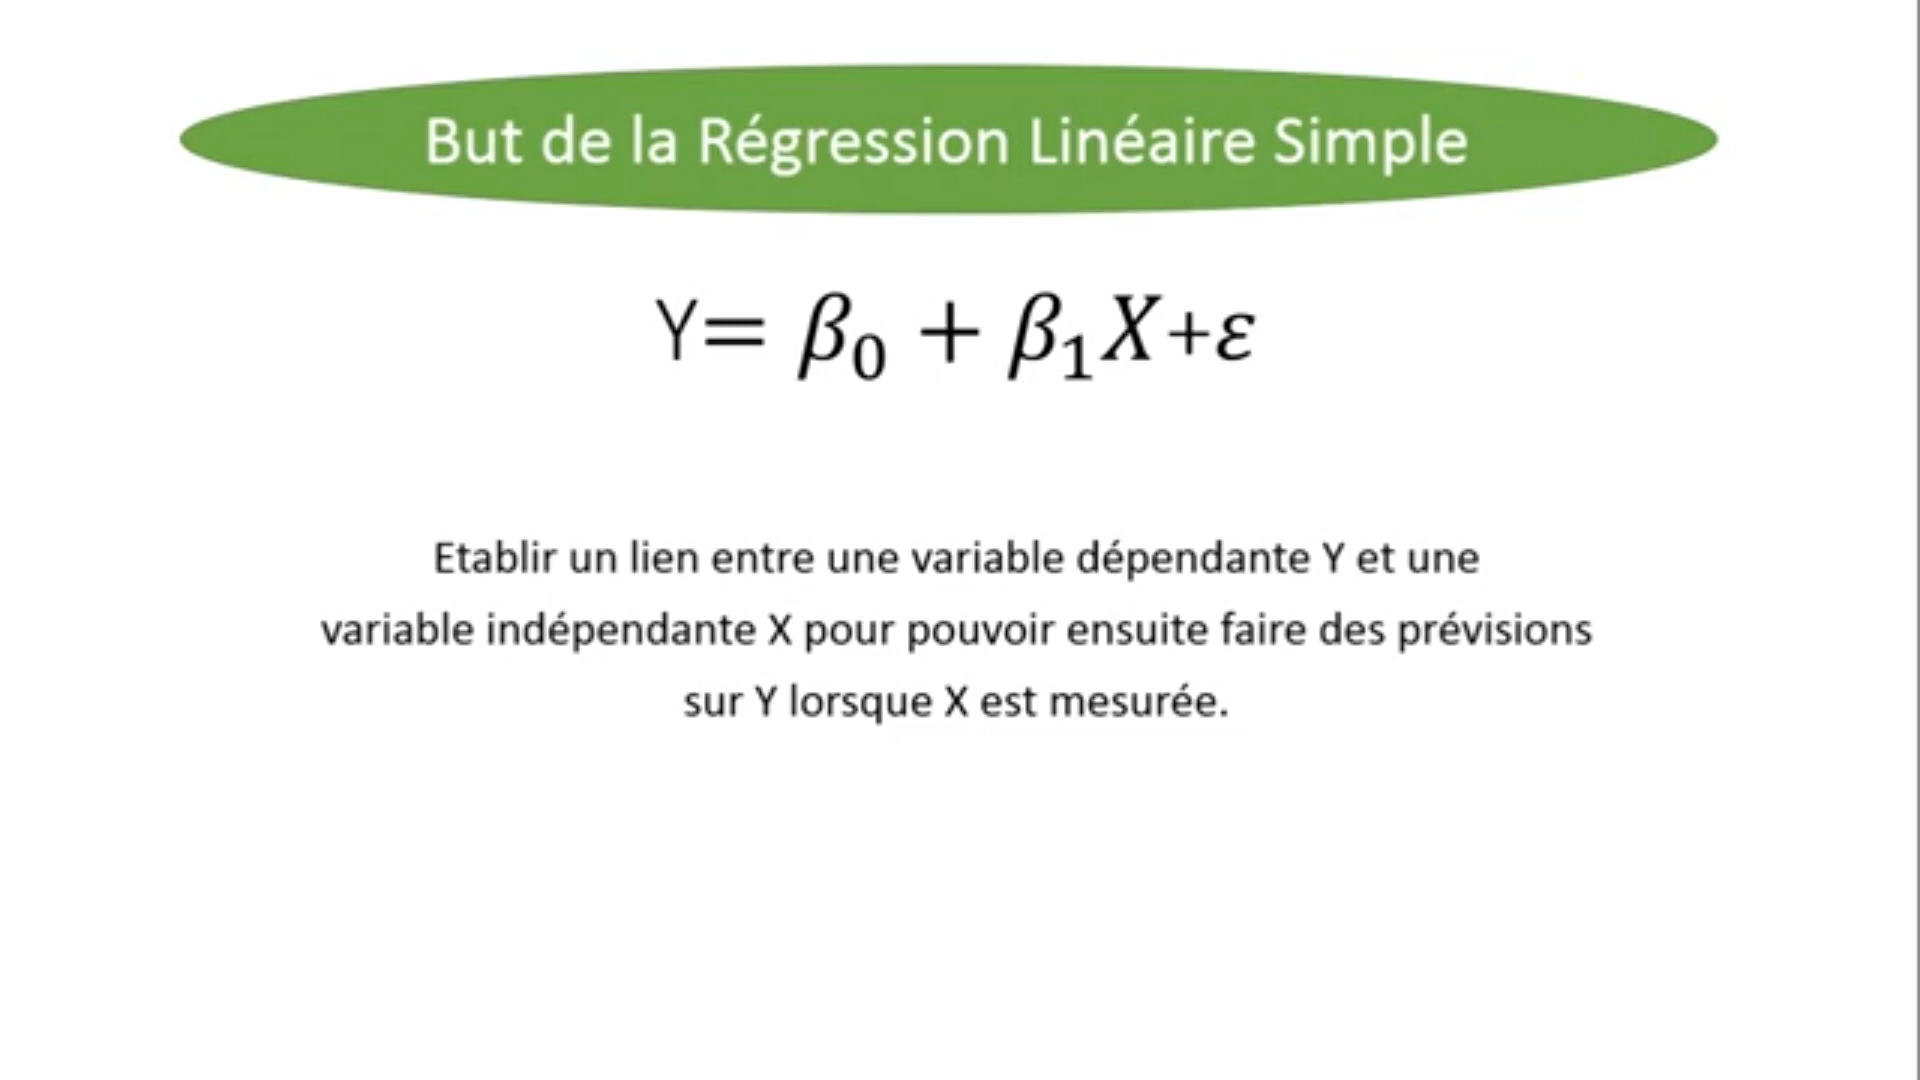 But de la Régression Linéaire Simple
Y= β₀ + β₁X+ε
Etablir un lien entre une variable dépendante Y et une
variable indépendante X pour pouvoir ensuite faire des prévisions
sur Y lorsque X est mesurée.